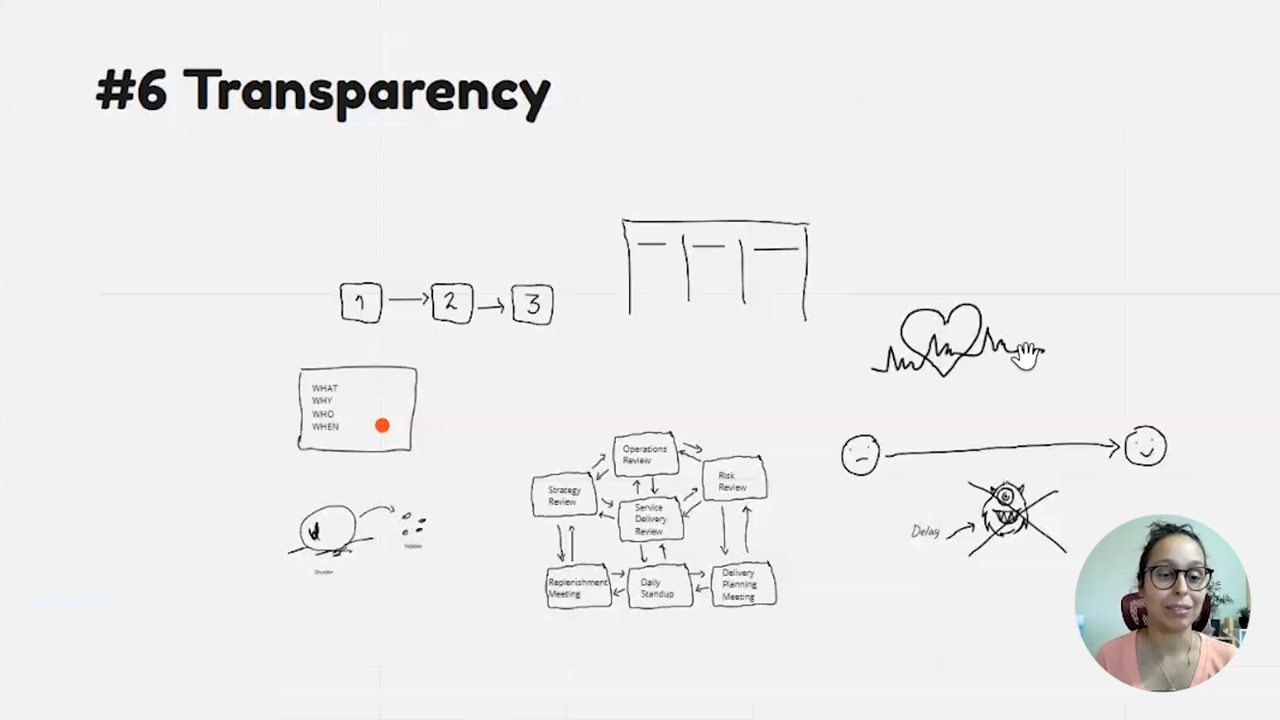 #6 Transparency
1
2
3
WHAT
WHY
WHO
WHEN
Operations
Review
Strategy
Review
Risk
Review
Service
Delivery
Review
Replenishment
Meeting
Daily
Standup
Delivery
Planning
Meeting
Delay
Boulder